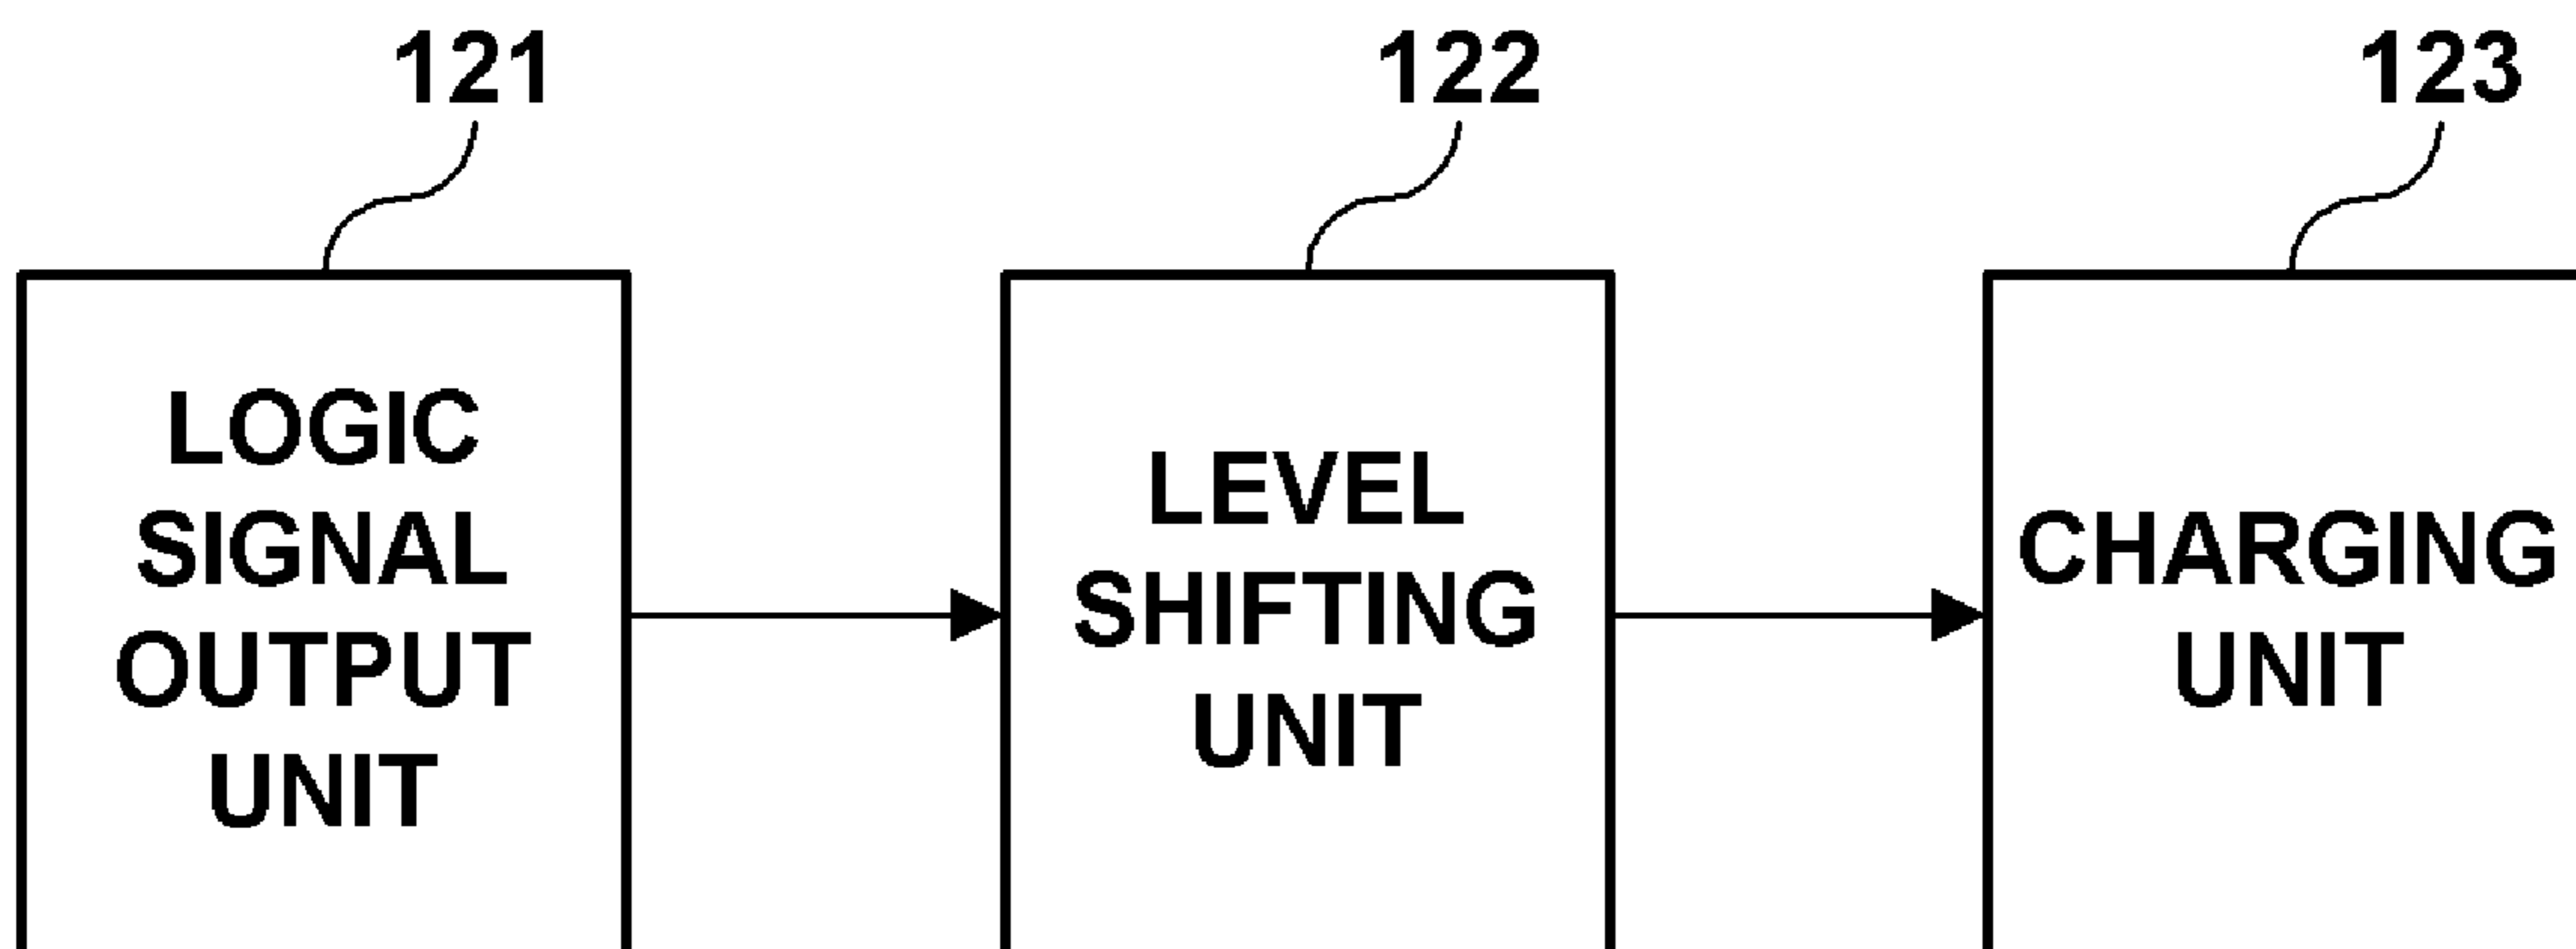 121
122
123
LOGIC
SIGNAL
OUTPUT
UNIT
LEVEL
SHIFTING
UNIT
CHARGING
UNIT